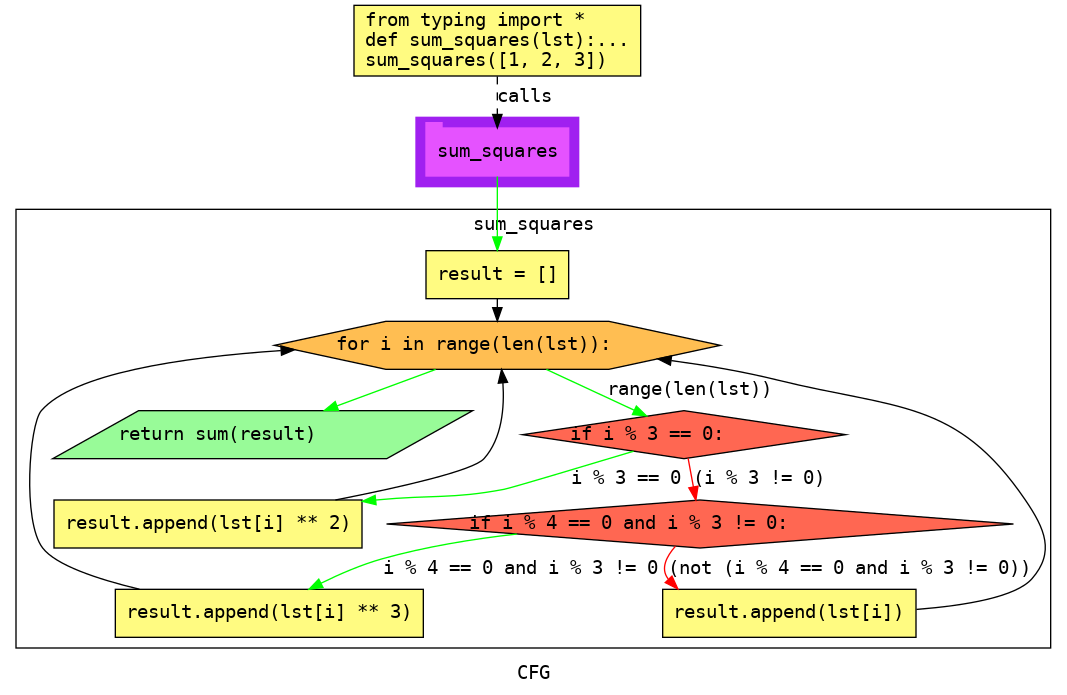 from typing import *
def sum_squares(lst):...
sum_squares([1, 2, 3])
calls
sum_squares
sum_squares
result = []
for i in range(len(lst)):
range(len(lst))
return sum(result)
if i % 3 == 0:
i % 3 == 0
(i % 3 != 0)
result.append(lst[i] ** 2)
if i % 4 == 0 and i % 3 != 0:
i % 4 == 0 and i % 3 != 0
(not (i % 4 == 0 and i % 3 != 0))
result.append(lst[i] ** 3)
result.append(lst[i])
CFG